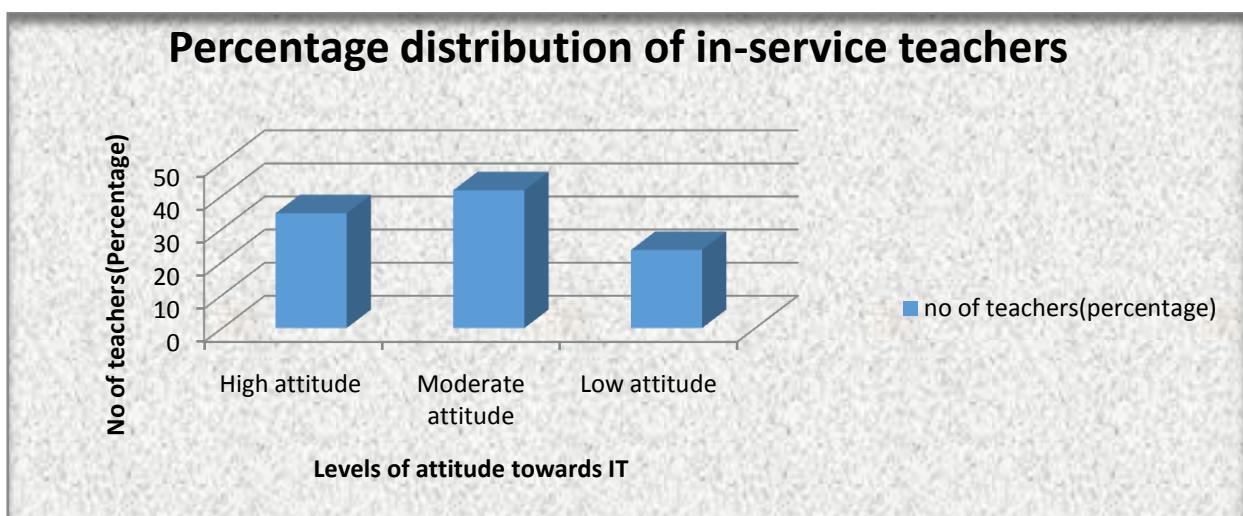 Percentage distribution of in-service teachers
No of teachers(Percentage)
50
40
30
20
10
0
High attitude
Moderate
attitude
Low attitude
Levels of attitude towards IT
no of teachers(percentage)